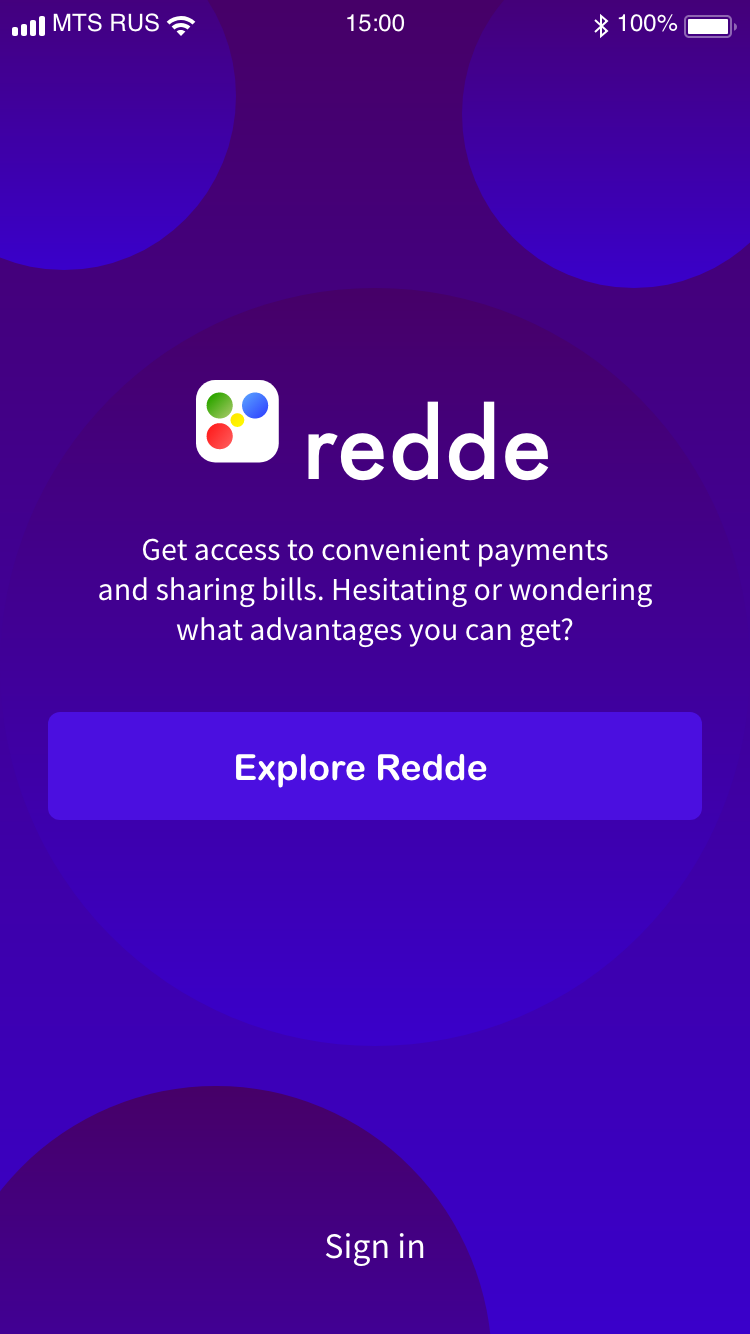 MTS RUS 15:00 100%
redde
Get access to convenient payments
and sharing bills. Hesitating or wondering
what advantages you can get?
Explore Redde
Sign in